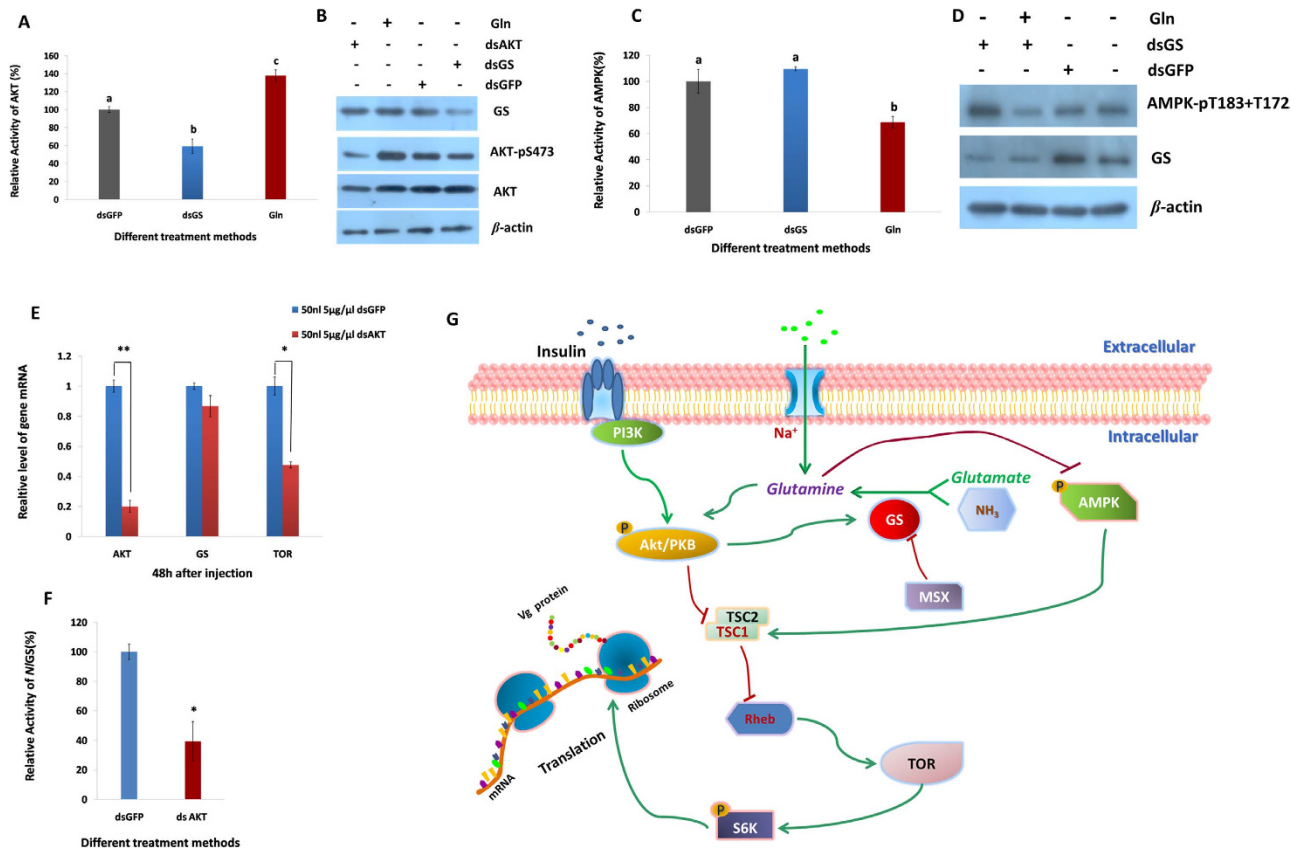 A
Relative Activity of AKT(%)
160
140
120
100
80
60
40
20
0
a
b
c
dsGFP dsGS Gln
Different treatment methods
B
- + - - Gln
+ - - - dsAKT
- - - + dsGS
- - + - dsGFP
GS
AKT-pS473
AKT
β-actin
C
Relative Activity of AMPK(%)
120
100
80
60
40
20
0
a
a
b
dsGFP dsGS Gln
Different treatment methods
D
- + - - Gln
+ + - - dsGS
- - + - dsGFP
AMPK-pT183+T172
GS
β-actin
E
50nl 5μg/μl dsGFP
50nl 5μg/μl dsAKT
Realtive level of gene mRNA
1.2
1
0.8
0.6
0.4
0.2
0
**
*
AKT GS TOR
48h after injection
F
Relative Activity of N/GS(%)
120
100
80
60
40
20
0
*
dsGFP ds AKT
Different treatment methods
G
Insulin
Extracellular
PI3K
Na⁺
Intracellular
Glutamine
Glutamate
NH₃
P
AMPK
GS
P
Akt/PKB
MSX
TSC2
TSC1
Vg protein
Ribosome
Rheb
Translation
mRNA
TOR
P
S6K